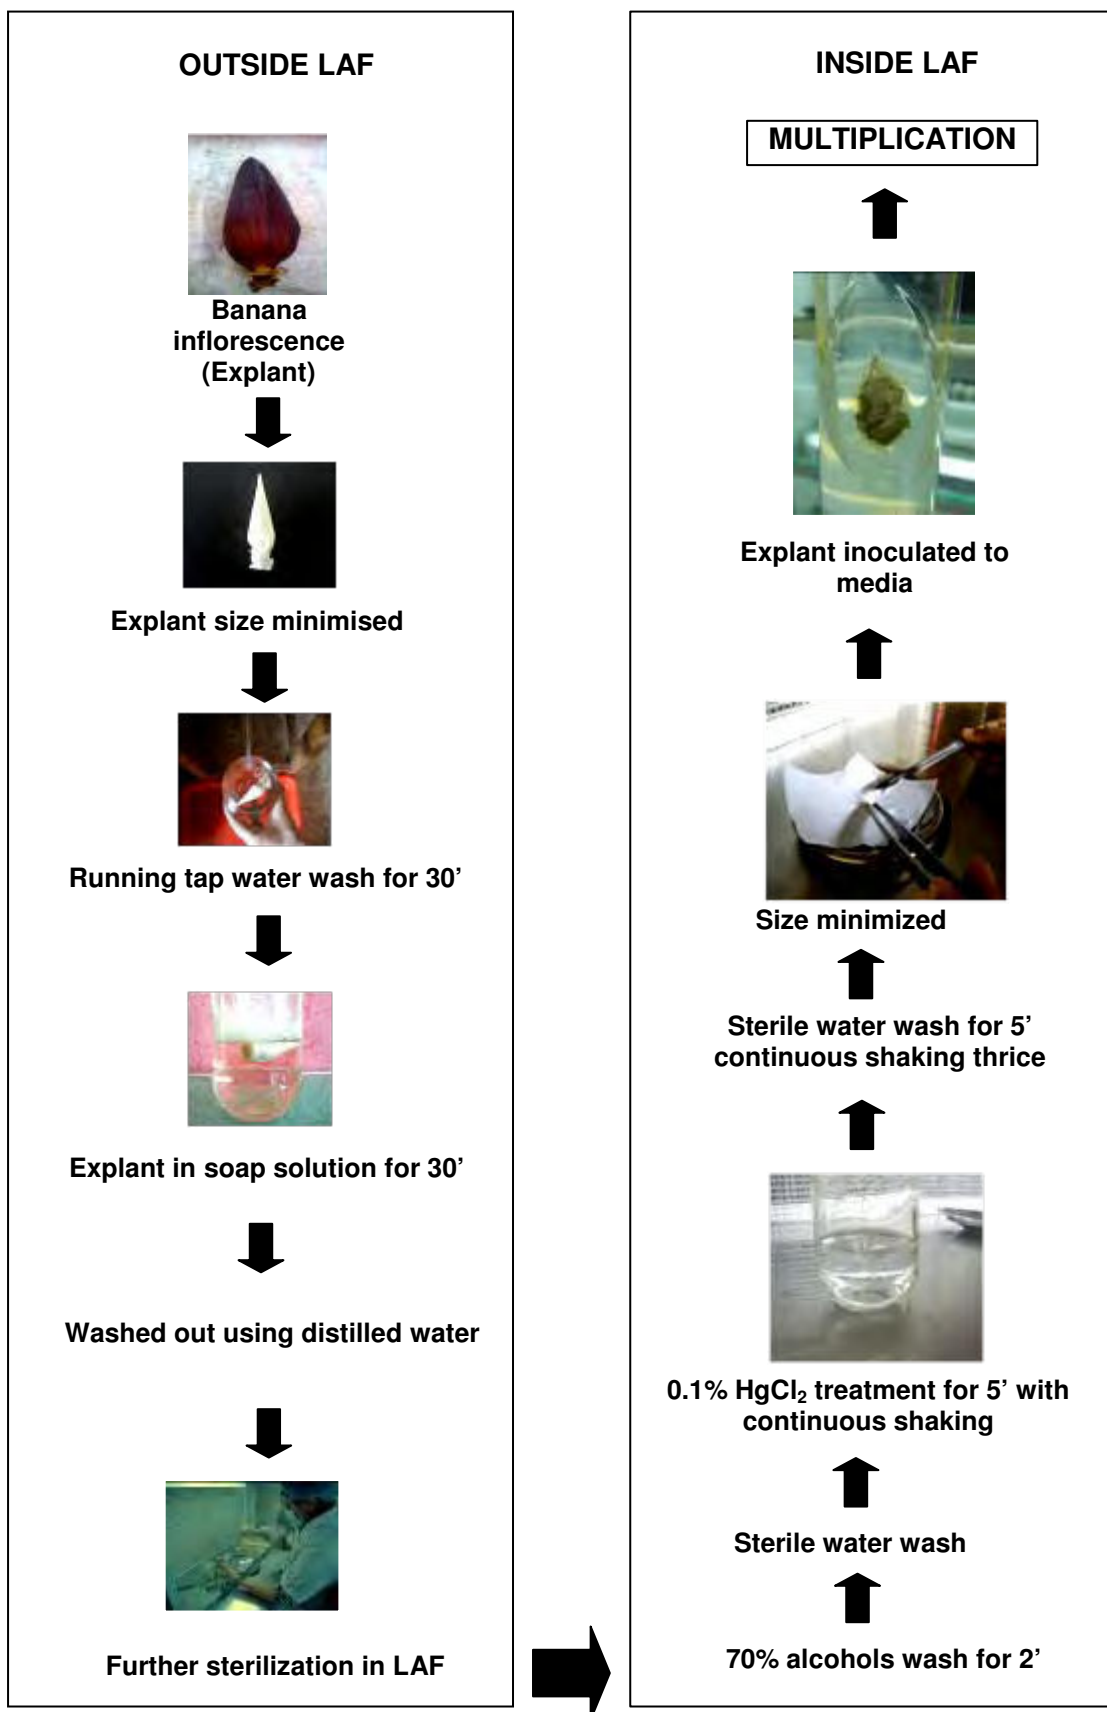 OUTSIDE LAF
Banana
inflorescence
(Explant)
Explant size minimised
Running tap water wash for 30’
Explant in soap solution for 30’
Washed out using distilled water
Further sterilization in LAF
INSIDE LAF
MULTIPLICATION
Explant inoculated to
media
Size minimized
Sterile water wash for 5’
continuous shaking thrice
0.1% HgCl₂ treatment for 5’ with
continuous shaking
Sterile water wash
70% alcohols wash for 2’